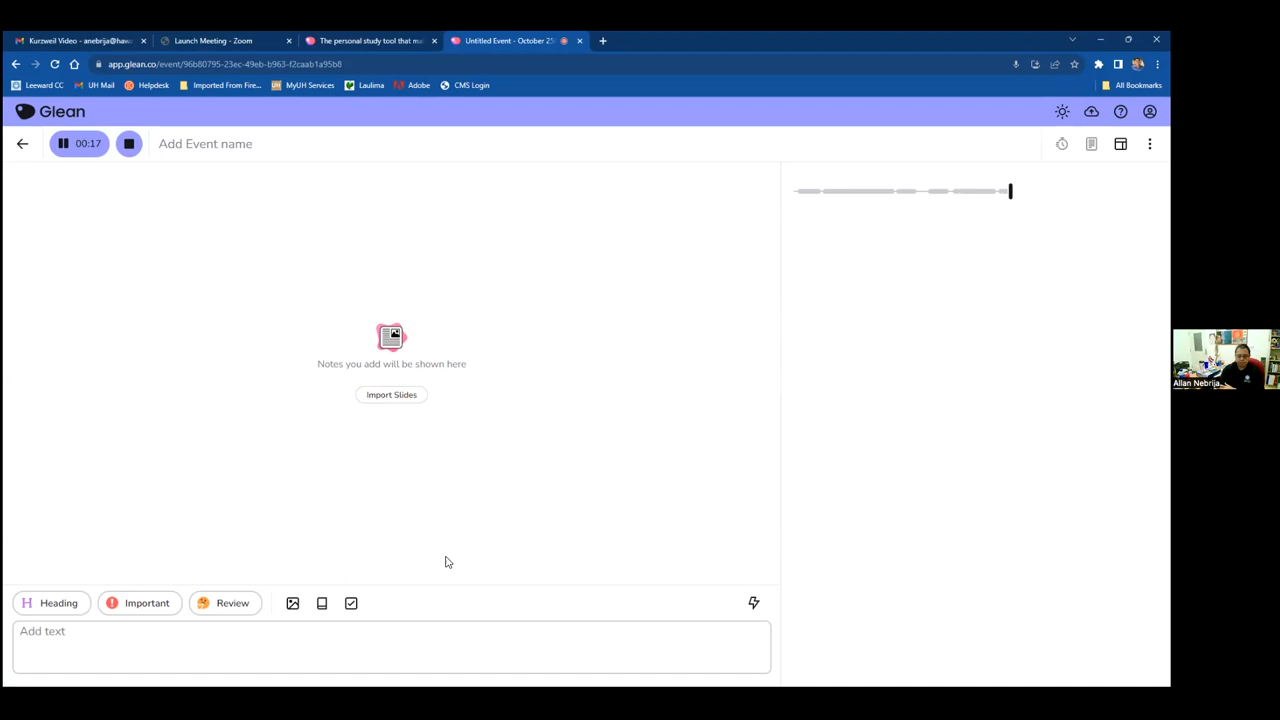 Kurzweil Video - anebrija@haw
Launch Meeting - Zoom
The personal study tool that ma
Untitled Event - October 25
app.glean.co/event/96b80795-23ec-49eb-b963-f2caab1a95b8
Leeward CC
UH Mail
Helpdesk
Imported From Fire...
MyUH Services
Laulima
Adobe
CMS Login
All Bookmarks
Glean
00:17
Add Event name
Notes you add will be shown here
Import Slides
Allan Nebrija
H Heading
Important
Review
Add text